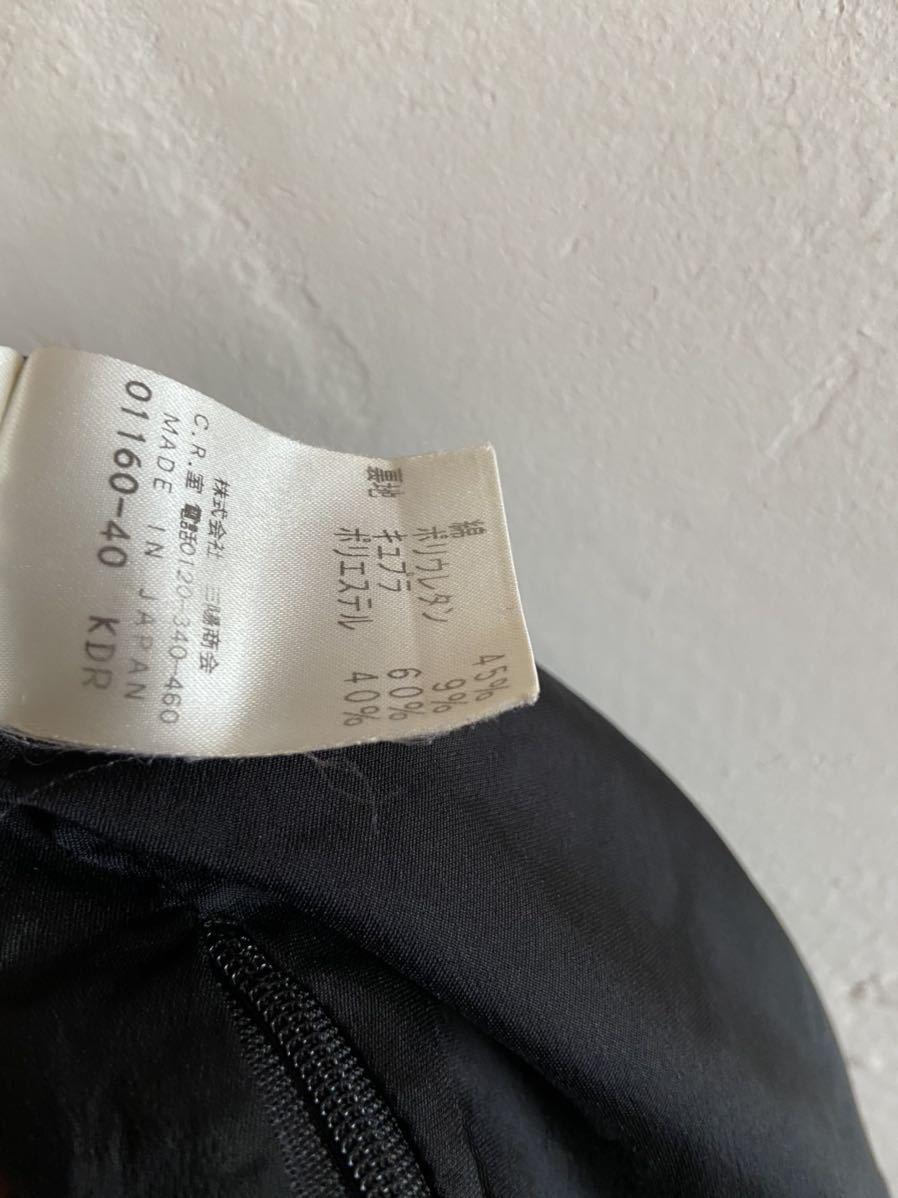 綿 45%
ポリウレタン 9%
裏地 キュプラ 60%
ポリエステル 40%
株式会社 三陽商会
C.R.室 電話0120-340-460
MADE IN JAPAN
01160-40 KDR